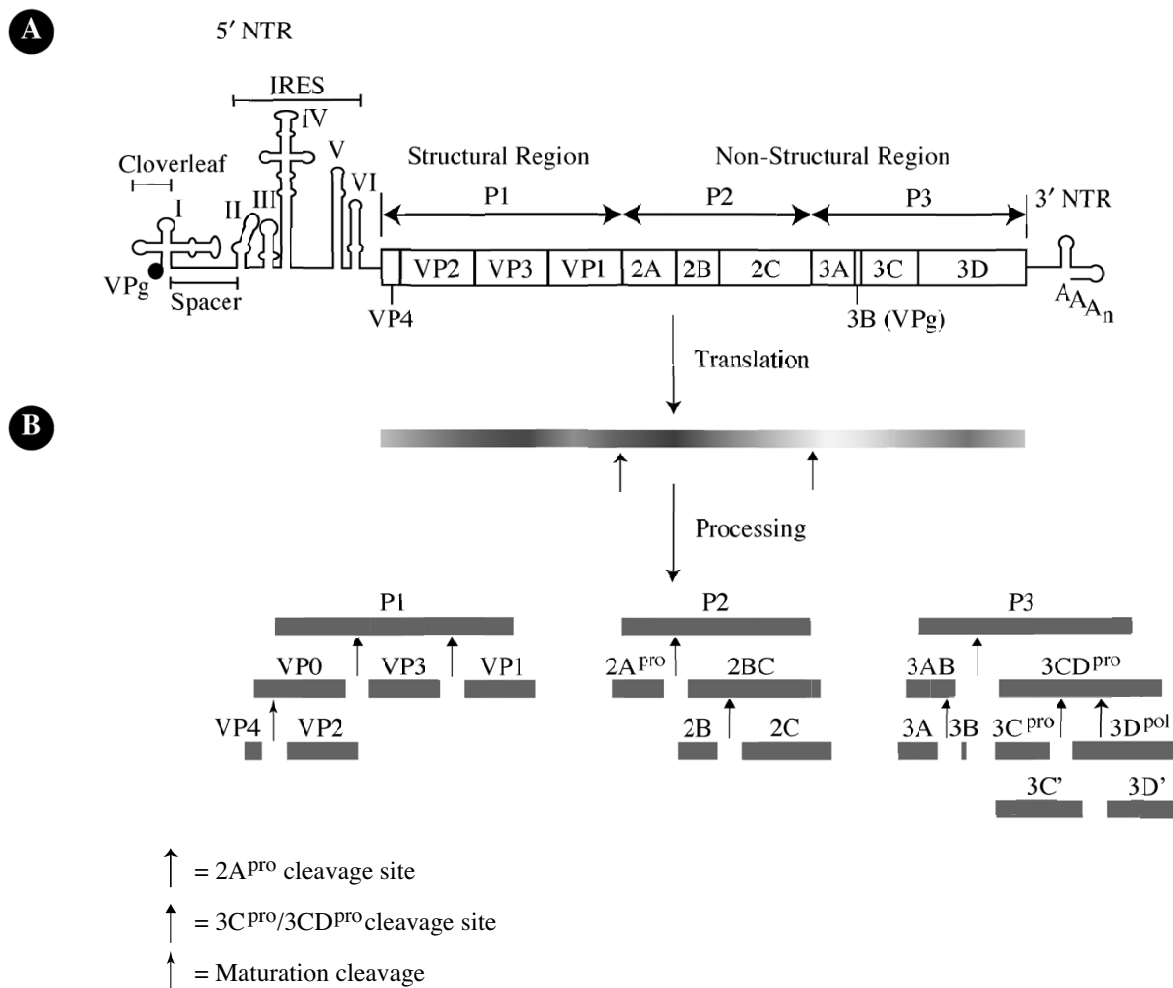 A
5′ NTR
IRES
IV
Cloverleaf
V
Structural Region
Non-Structural Region
I
II
III
VI
P1
P2
P3
3′ NTR
VP2
VP3
VP1
2A
2B
2C
3A
3C
3D
VPg
Spacer
VP4
3B (VPg)
AAAn
Translation
B
Processing
P1
P2
P3
VP0
VP3
VP1
2Apro
2BC
3AB
3CDpro
VP4
VP2
2B
2C
3A
3B
3Cpro
3Dpol
3C'
3D'
= 2Apro cleavage site
= 3Cpro/3CDpro cleavage site
= Maturation cleavage